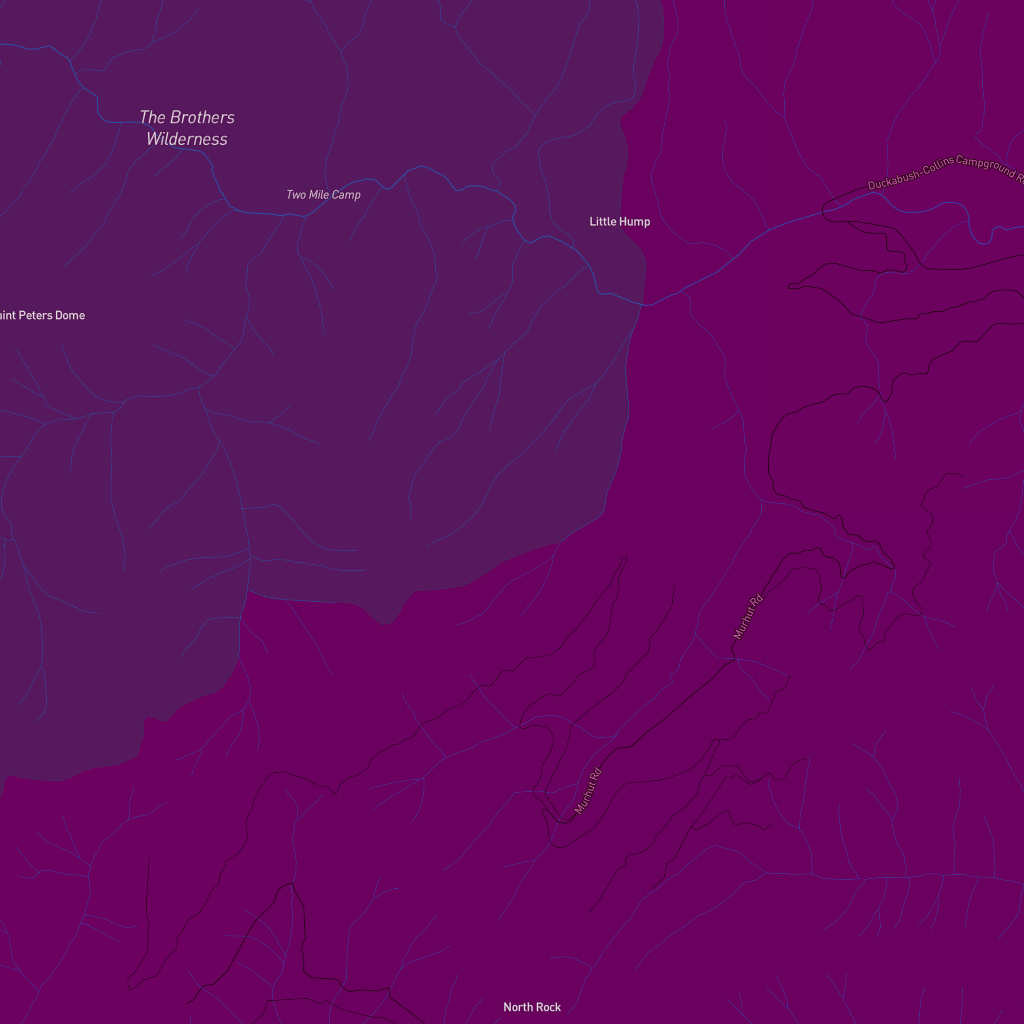 The Brothers
Wilderness
Duckabush-Collins Campground R
Two Mile Camp
Little Hump
aint Peters Dome
Murhut Rd
Murhut Rd
North Rock